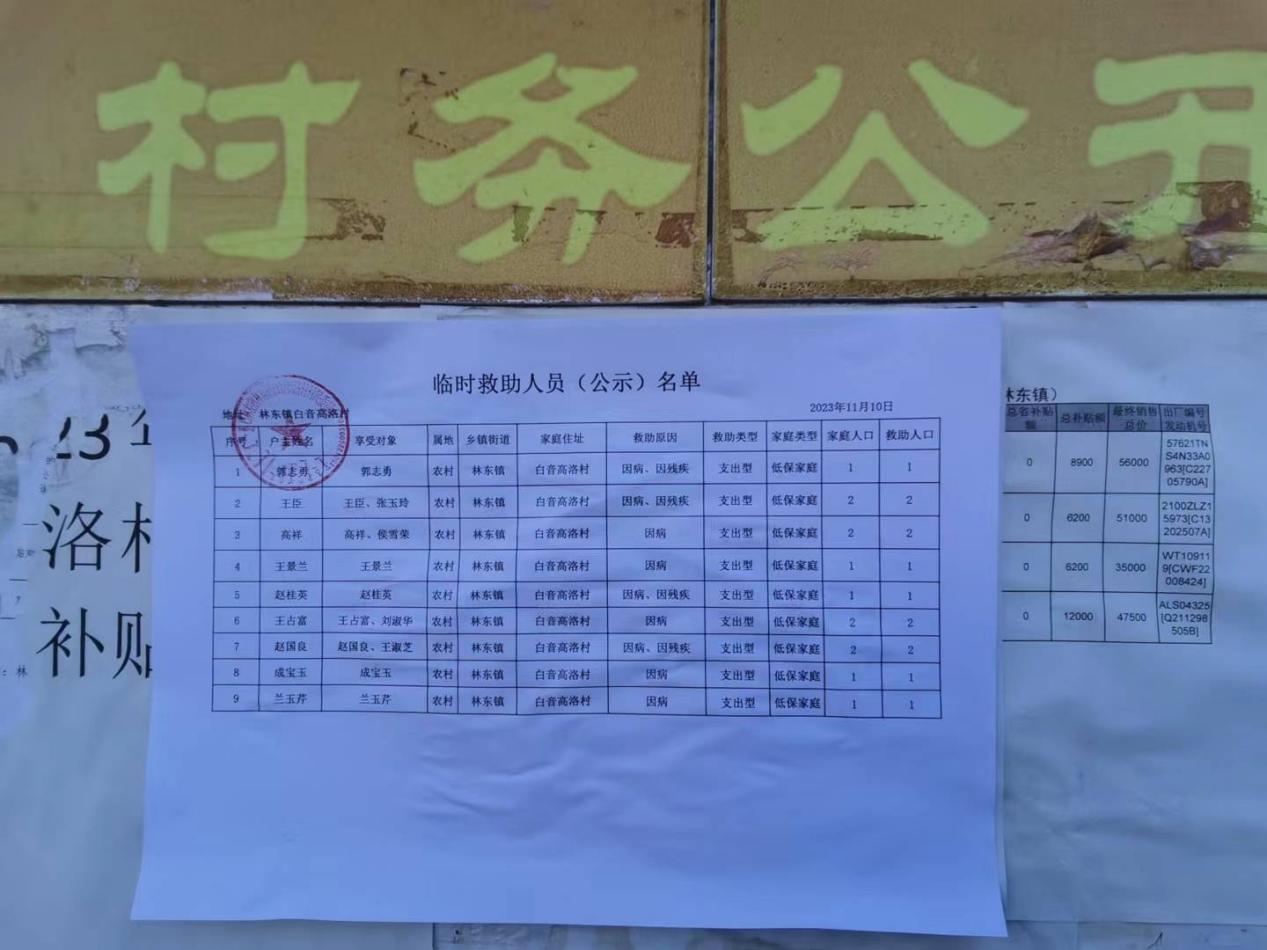 村务公开
临时救助人员（公示）名单
地址 林东镇白音高洛村 2023年11月10日
序号 户主姓名 享受对象 属地 乡镇街道 家庭住址 救助原因 救助类型 家庭类型 家庭人口 救助人口
1 郭志勇 郭志勇 农村 林东镇 白音高洛村 因病、因残疾 支出型 低保家庭 1 1
2 王臣 王臣、张玉玲 农村 林东镇 白音高洛村 因病、因残疾 支出型 低保家庭 2 2
3 高祥 高祥、侯雪荣 农村 林东镇 白音高洛村 因病 支出型 低保家庭 2 2
4 王景兰 王景兰 农村 林东镇 白音高洛村 因病 支出型 低保家庭 1 1
5 赵桂英 赵桂英 农村 林东镇 白音高洛村 因病、因残疾 支出型 低保家庭 1 1
6 王占富 王占富、刘淑华 农村 林东镇 白音高洛村 因病 支出型 低保家庭 2 2
7 赵国良 赵国良、王淑芝 农村 林东镇 白音高洛村 因病、因残疾 支出型 低保家庭 2 2
8 成宝玉 成宝玉 农村 林东镇 白音高洛村 因病 支出型 低保家庭 1 1
9 兰玉芹 兰玉芹 农村 林东镇 白音高洛村 因病 支出型 低保家庭 1 1
23年
洛村
补贴
：林
林东镇）
总省补贴额 总补贴额 最终销售总价 出厂编号发动机号
0 8900 56000 57621TNS4N33A0963[C22705790A]
0 6200 51000 2100ZLZ15973[C13202507A]
0 6200 35000 WT109119[CWF22008424]
0 12000 47500 ALS04325[Q211298505B]